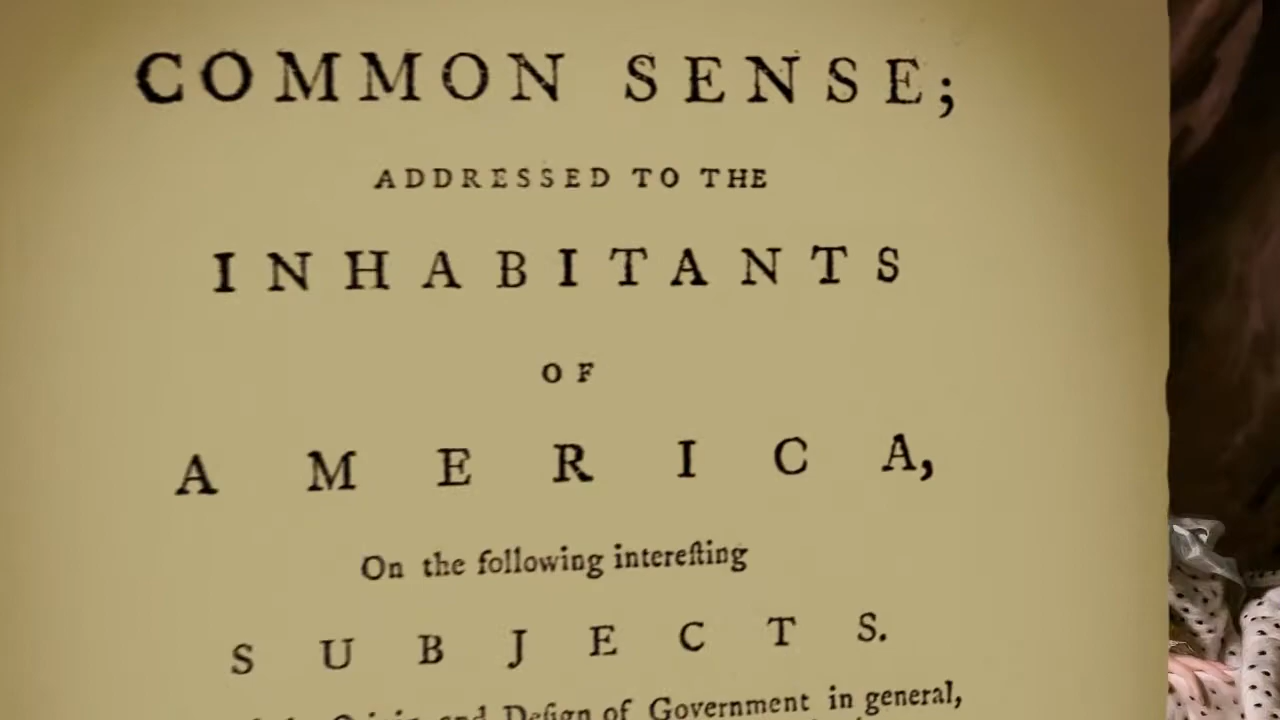 COMMON SENSE;
ADDRESSED TO THE
INHABITANTS
OF
AMERICA,
On the following intereſting
SUBJECTS.
Deſign of Government in general,